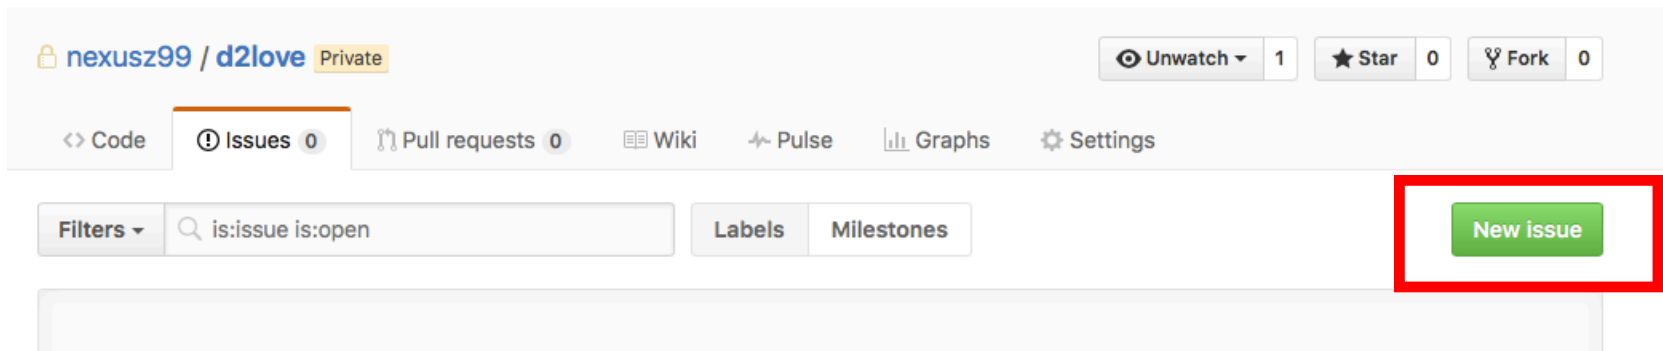 nexusz99 / d2love Private Unwatch 1 Star 0 Fork 0
Code Issues 0 Pull requests 0 Wiki Pulse Graphs Settings
Filters is:issue is:open Labels Milestones New issue